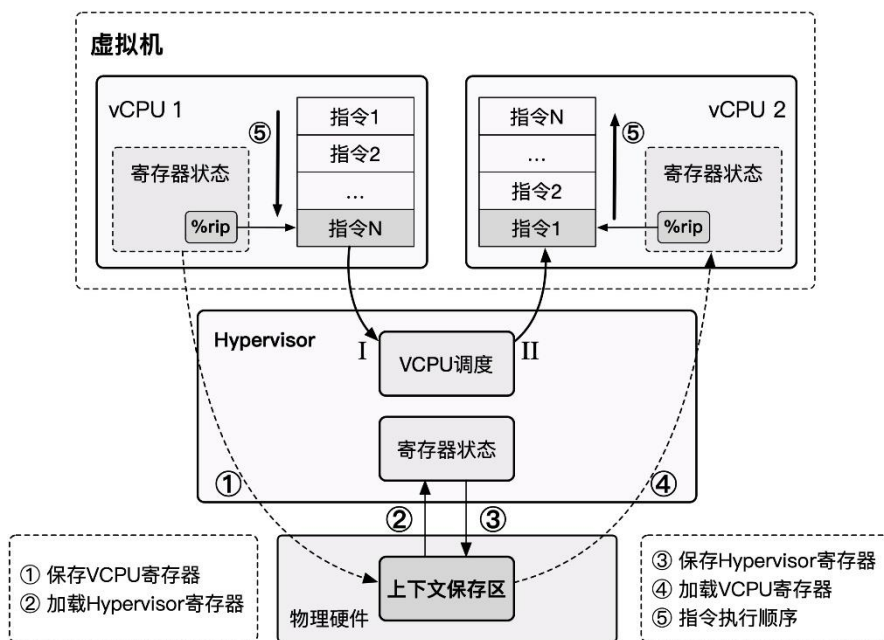 虚拟机
vCPU 1
⑤
指令1
指令2
...
指令N
寄存器状态
%rip
vCPU 2
⑤
指令N
...
指令2
指令1
寄存器状态
%rip
Hypervisor
I
VCPU调度
II
寄存器状态
①
②
③
④
物理硬件
上下文保存区
① 保存VCPU寄存器
② 加载Hypervisor寄存器
③ 保存Hypervisor寄存器
④ 加载VCPU寄存器
⑤ 指令执行顺序